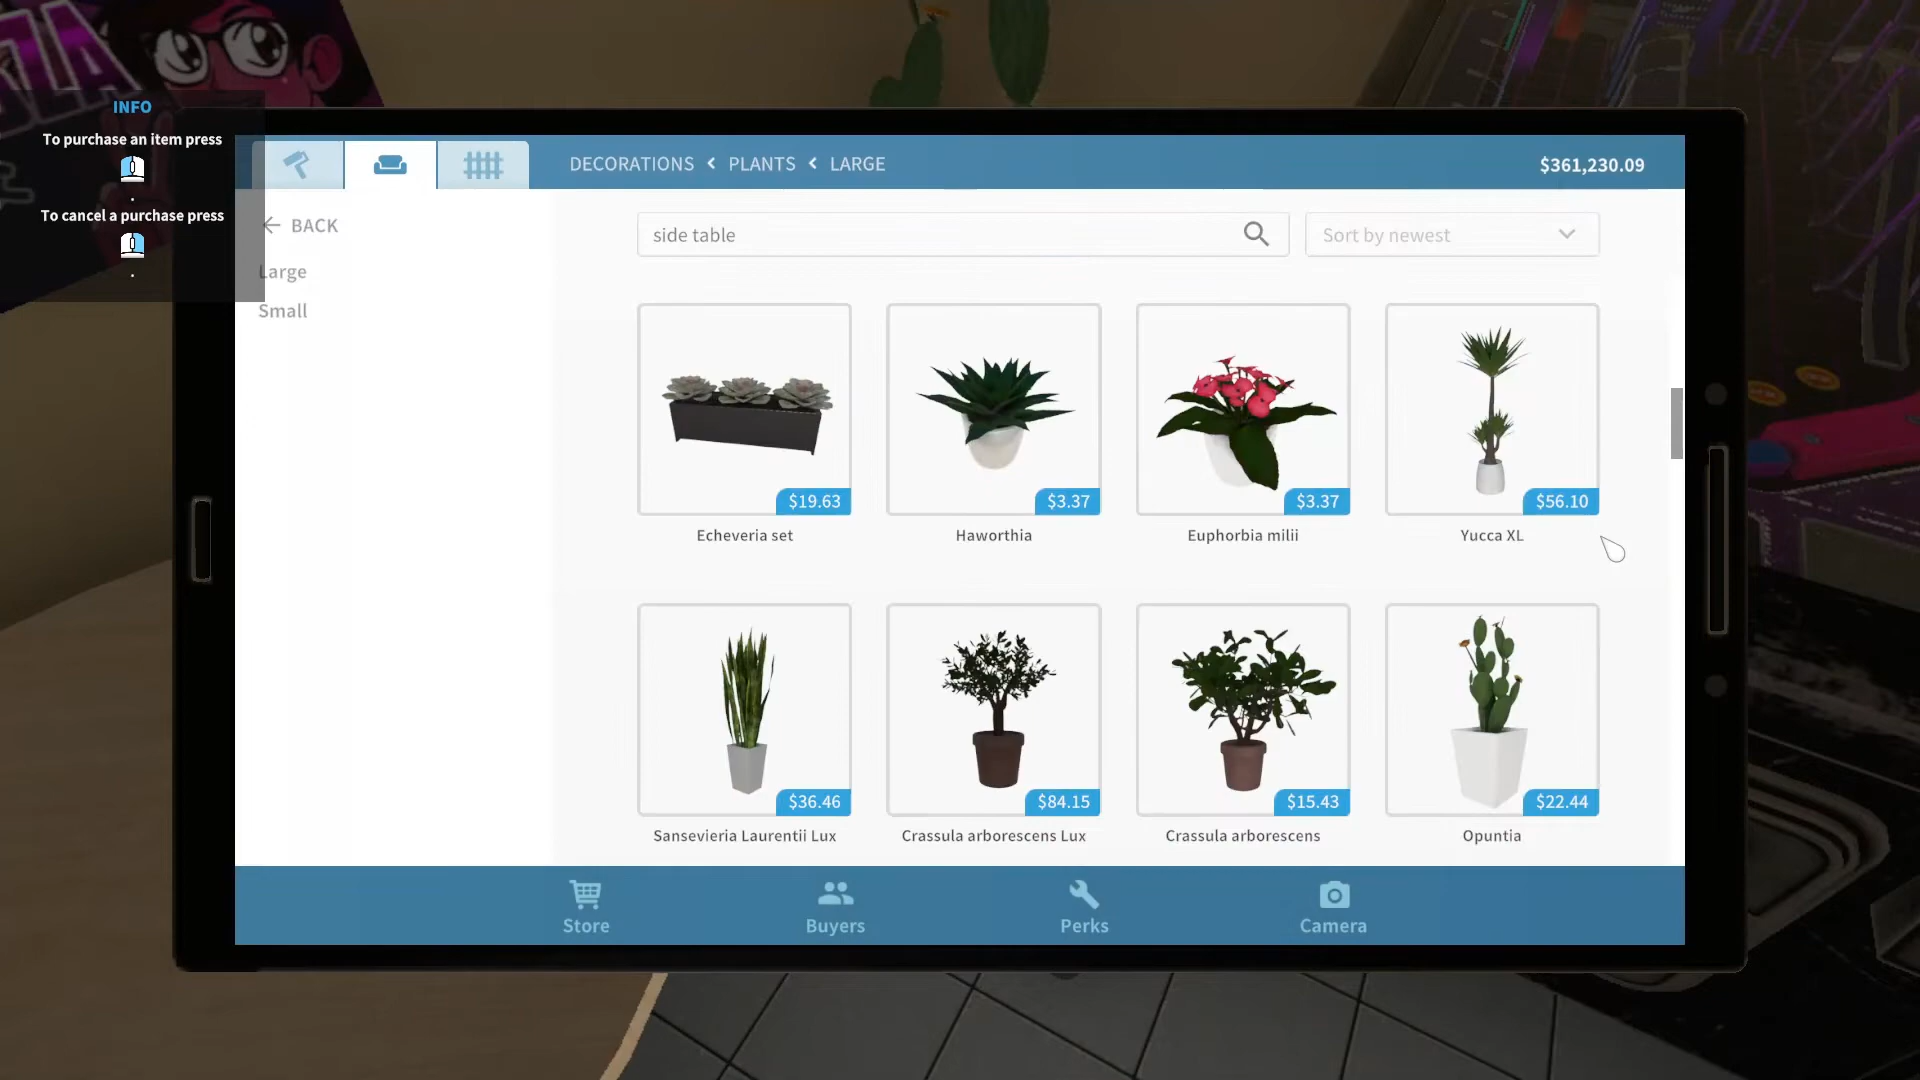 INFO
To purchase an item press
.
To cancel a purchase press
.
DECORATIONS < PLANTS < LARGE
$361,230.09
← BACK
Large
Small
side table
Sort by newest
$19.63
$3.37
$3.37
$56.10
Echeveria set
Haworthia
Euphorbia milii
Yucca XL
$36.46
$84.15
$15.43
$22.44
Sansevieria Laurentii Lux
Crassula arborescens Lux
Crassula arborescens
Opuntia
Store
Buyers
Perks
Camera